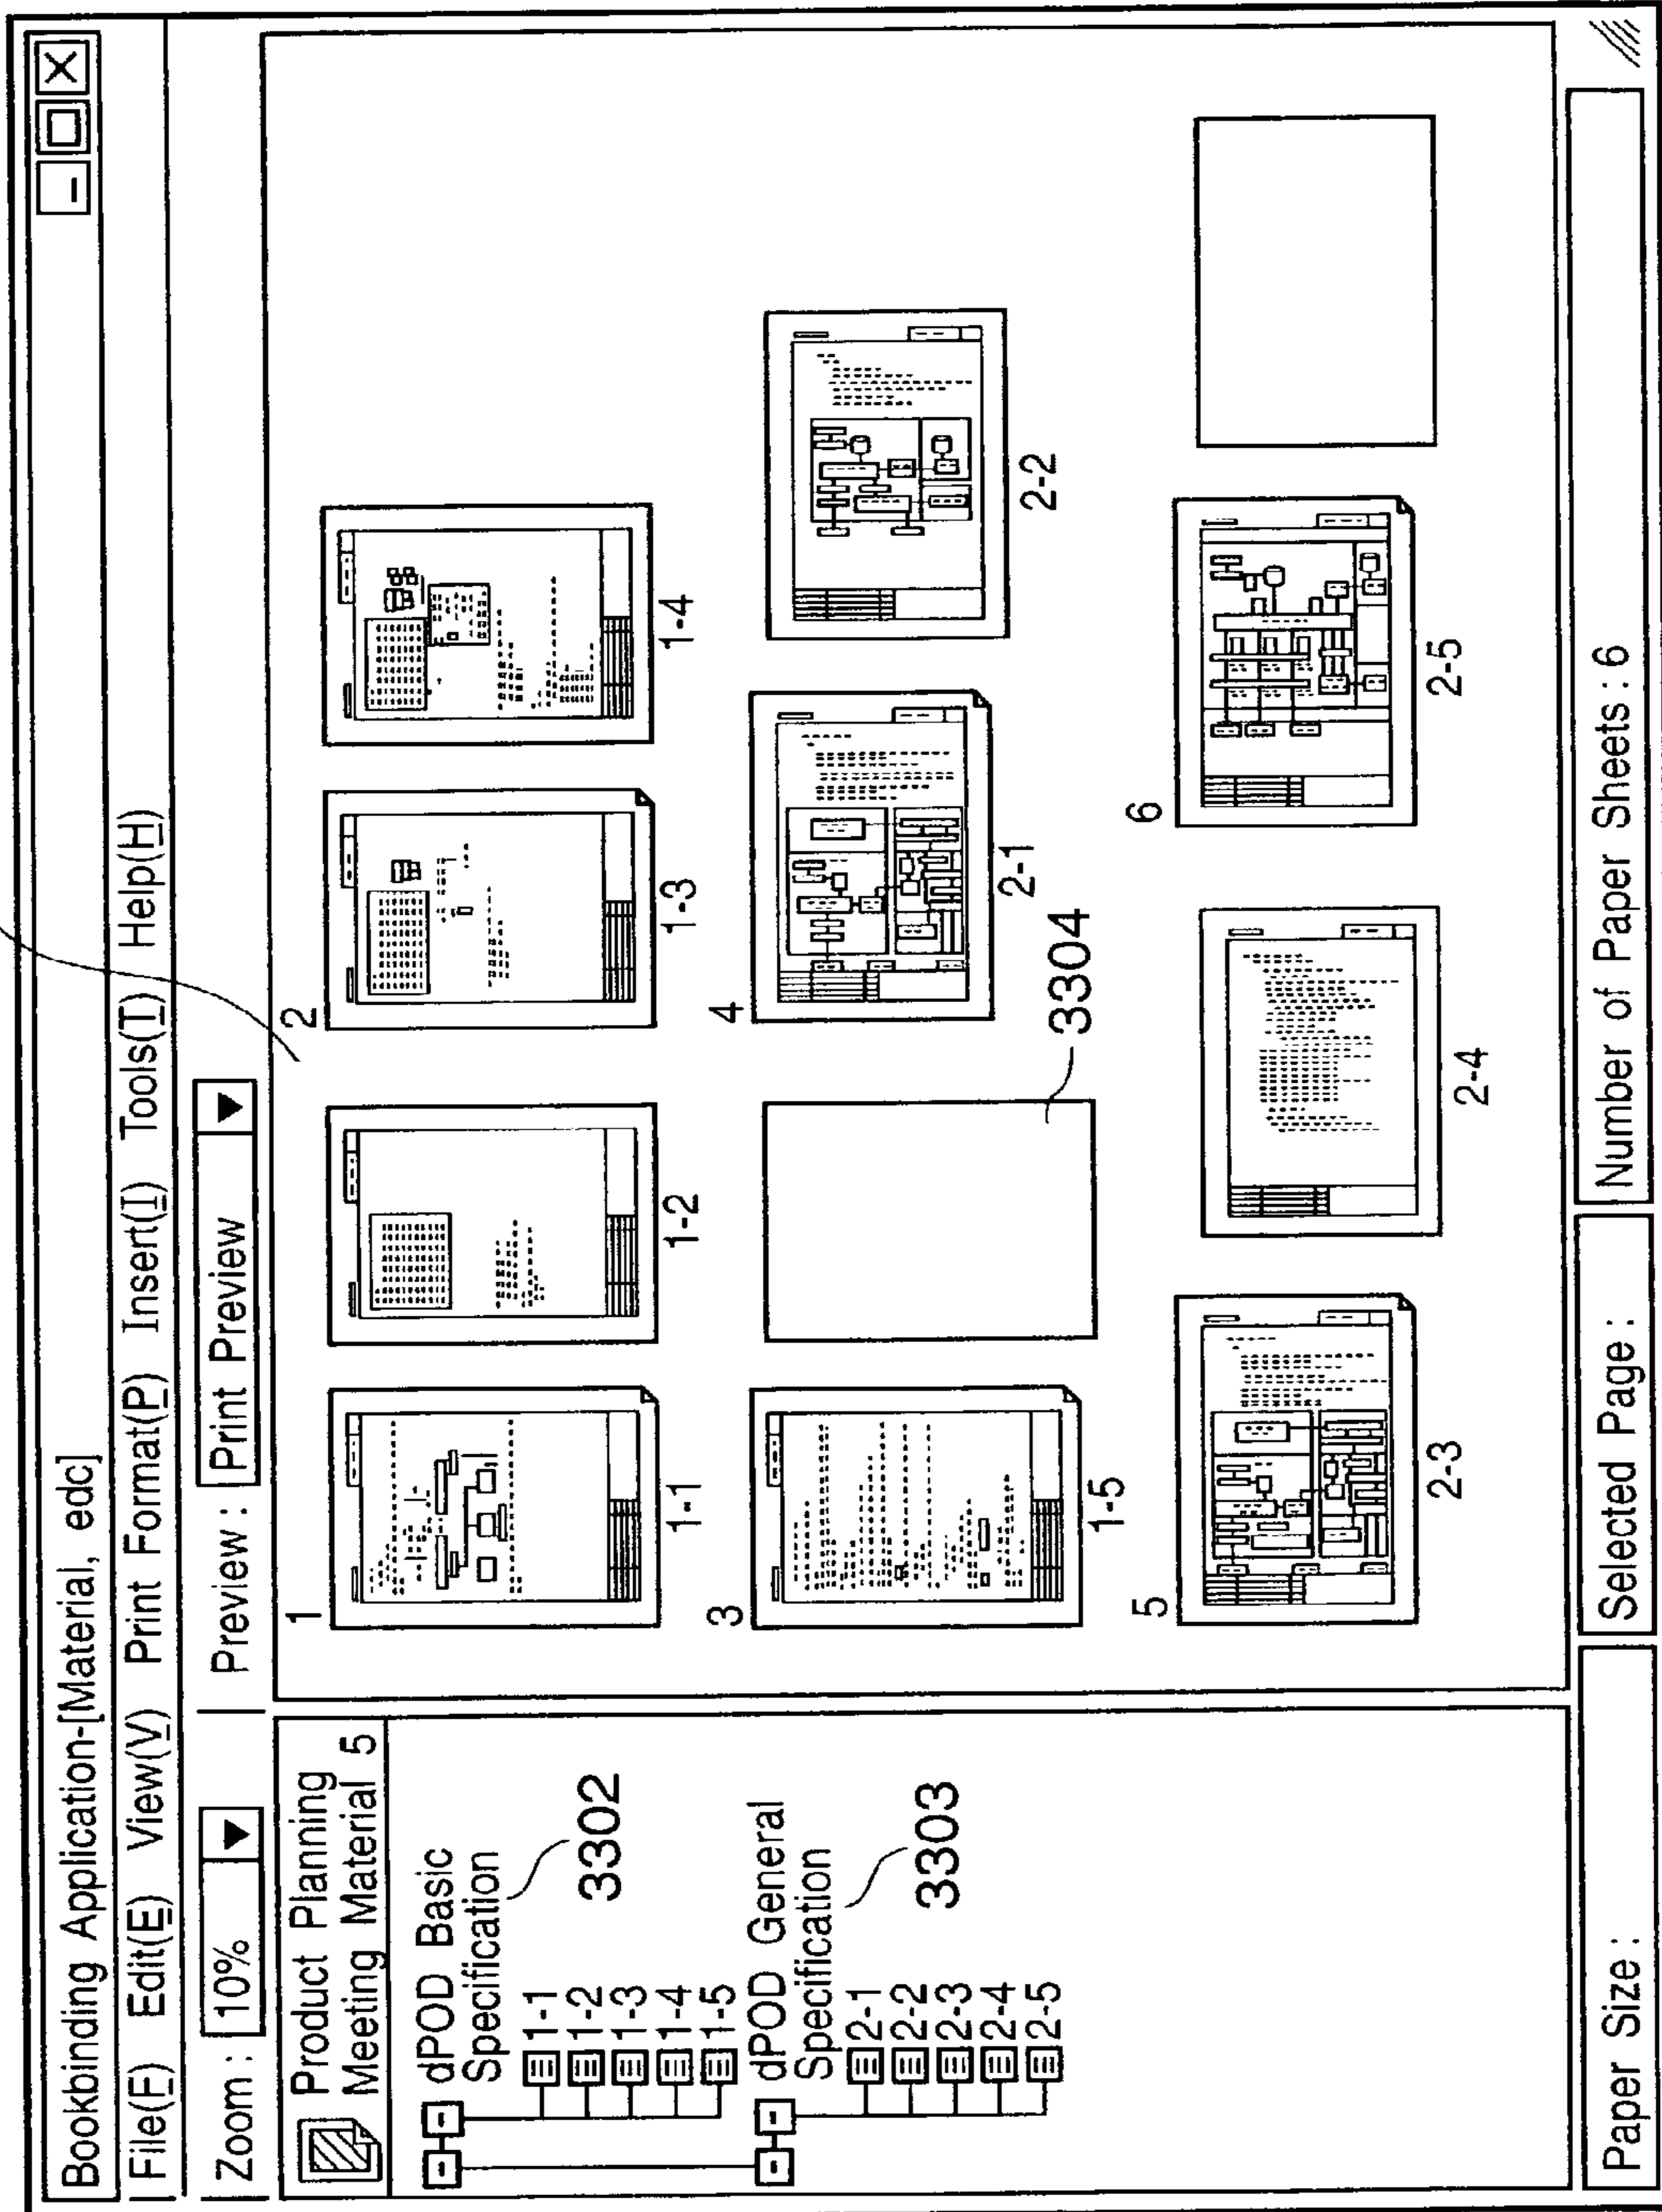 Bookbinding Application-[Material, edc]
File(F) Edit(E) View(V) Print Format(P) Insert(I) Tools(T) Help(H)
Zoom : 10%
Preview : Print Preview
Product Planning
Meeting Material 5
dPOD Basic
Specification
3302
1-1
1-2
1-3
1-4
1-5
dPOD General
Specification
3303
2-1
2-2
2-3
2-4
2-5
1
2
1-1
1-2
1-3
1-4
3
4
3304
1-5
2-1
2-2
5
6
2-3
2-4
2-5
Paper Size :
Selected Page :
Number of Paper Sheets : 6